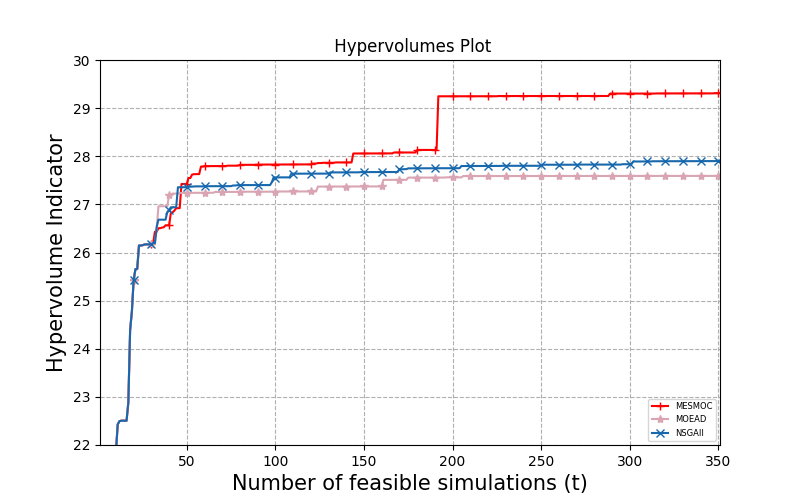 Hypervolumes Plot
Hypervolume Indicator
30
29
28
27
26
25
24
23
22
50 100 150 200 250 300 350
Number of feasible simulations (t)
MESMOC
MOEAD
NSGAII